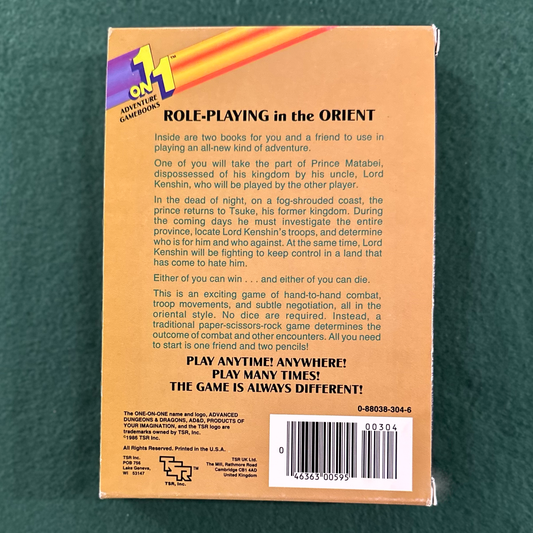 1 ON 1™
ADVENTURE
GAMEBOOKS
ROLE-PLAYING in the ORIENT
Inside are two books for you and a friend to use in
playing an all-new kind of adventure.
One of you will take the part of Prince Matabei,
dispossessed of his kingdom by his uncle, Lord
Kenshin, who will be played by the other player.
In the dead of night, on a fog-shrouded coast, the
prince returns to Tsuke, his former kingdom. During
the coming days he must investigate the entire
province, locate Lord Kenshin's troops, and determine
who is for him and who against. At the same time, Lord
Kenshin will be fighting to keep control in a land that
has come to hate him.
Either of you can win . . . and either of you can die.
This is an exciting game of hand-to-hand combat,
troop movements, and subtle negotiation, all in the
oriental style. No dice are required. Instead, a
traditional paper-scissors-rock game determines the
outcome of combat and other encounters. All you need
to start is one friend and two pencils!
PLAY ANYTIME! ANYWHERE!
PLAY MANY TIMES!
THE GAME IS ALWAYS DIFFERENT!
0-88038-304-6
The ONE-ON-ONE name and logo, ADVANCED
DUNGEONS & DRAGONS, AD&D, PRODUCTS OF
YOUR IMAGINATION, and the TSR logo are
trademarks owned by TSR, Inc.
©1986 TSR, Inc.
All Rights Reserved. Printed in the U.S.A.
TSR Inc.
POB 756
Lake Geneva,
WI 53147
TSR™
TSR, Inc.
TSR UK Ltd.
The Mill, Rathmore Road
Cambridge CB1 4AD
United Kingdom
00304
0 46363 00595